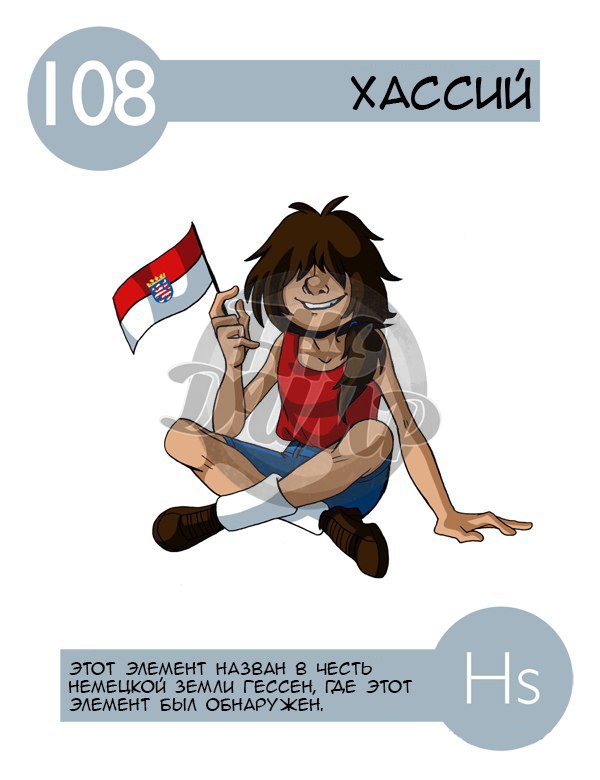 108
ХАССИЙ
ЭТОТ ЭЛЕМЕНТ НАЗВАН В ЧЕСТЬ
НЕМЕЦКОЙ ЗЕМЛИ ГЕССЕН, ГДЕ ЭТОТ
ЭЛЕМЕНТ БЫЛ ОБНАРУЖЕН.
Hs